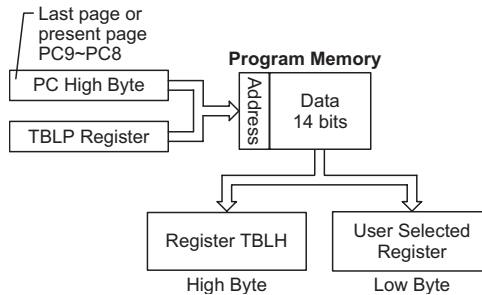 Last page or
present page
PC9~PC8
Program Memory
PC High Byte
TBLP Register
Address
Data
14 bits
Register TBLH
User Selected
Register
High Byte
Low Byte